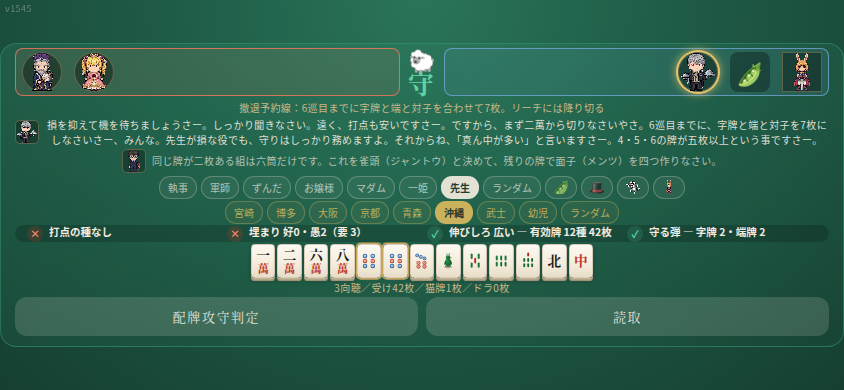 v1545
守
撤退予約線：6巡目までに字牌と端と対子を合わせて7枚。リーチには降り切る
損を抑えて機を待ちましょうさー。しっかり聞きなさい。遠く、打点も安いですさー。ですから、まず二萬から切りなさいやさ。6巡目までに、字牌と端と対子を7枚に
しなさいさー、みんな。先生が損な役でも、守りはしっかり務めますよ。それからね、「真ん中が多い」と言いますさー。4・5・6の牌が五枚以上という事ですさー。
同じ牌が二枚ある組は六筒だけです。これを雀頭（ジャントウ）と決めて、残りの牌で面子（メンツ）を四つ作りなさい。
執事 軍師 ずんだ お嬢様 マダム 一姫 先生 ランダム
宮崎 博多 大阪 京都 青森 沖縄 武士 幼児 ランダム
打点の種なし 埋まり 好0・愚2（要 3） 伸びしろ 広い — 有効牌 12種 42枚 守る弾 — 字牌 2・端牌 2
一萬 二萬 六萬 八萬 北 中
3向聴／受け42枚／猫牌1枚／ドラ0枚
配牌攻守判定 読取